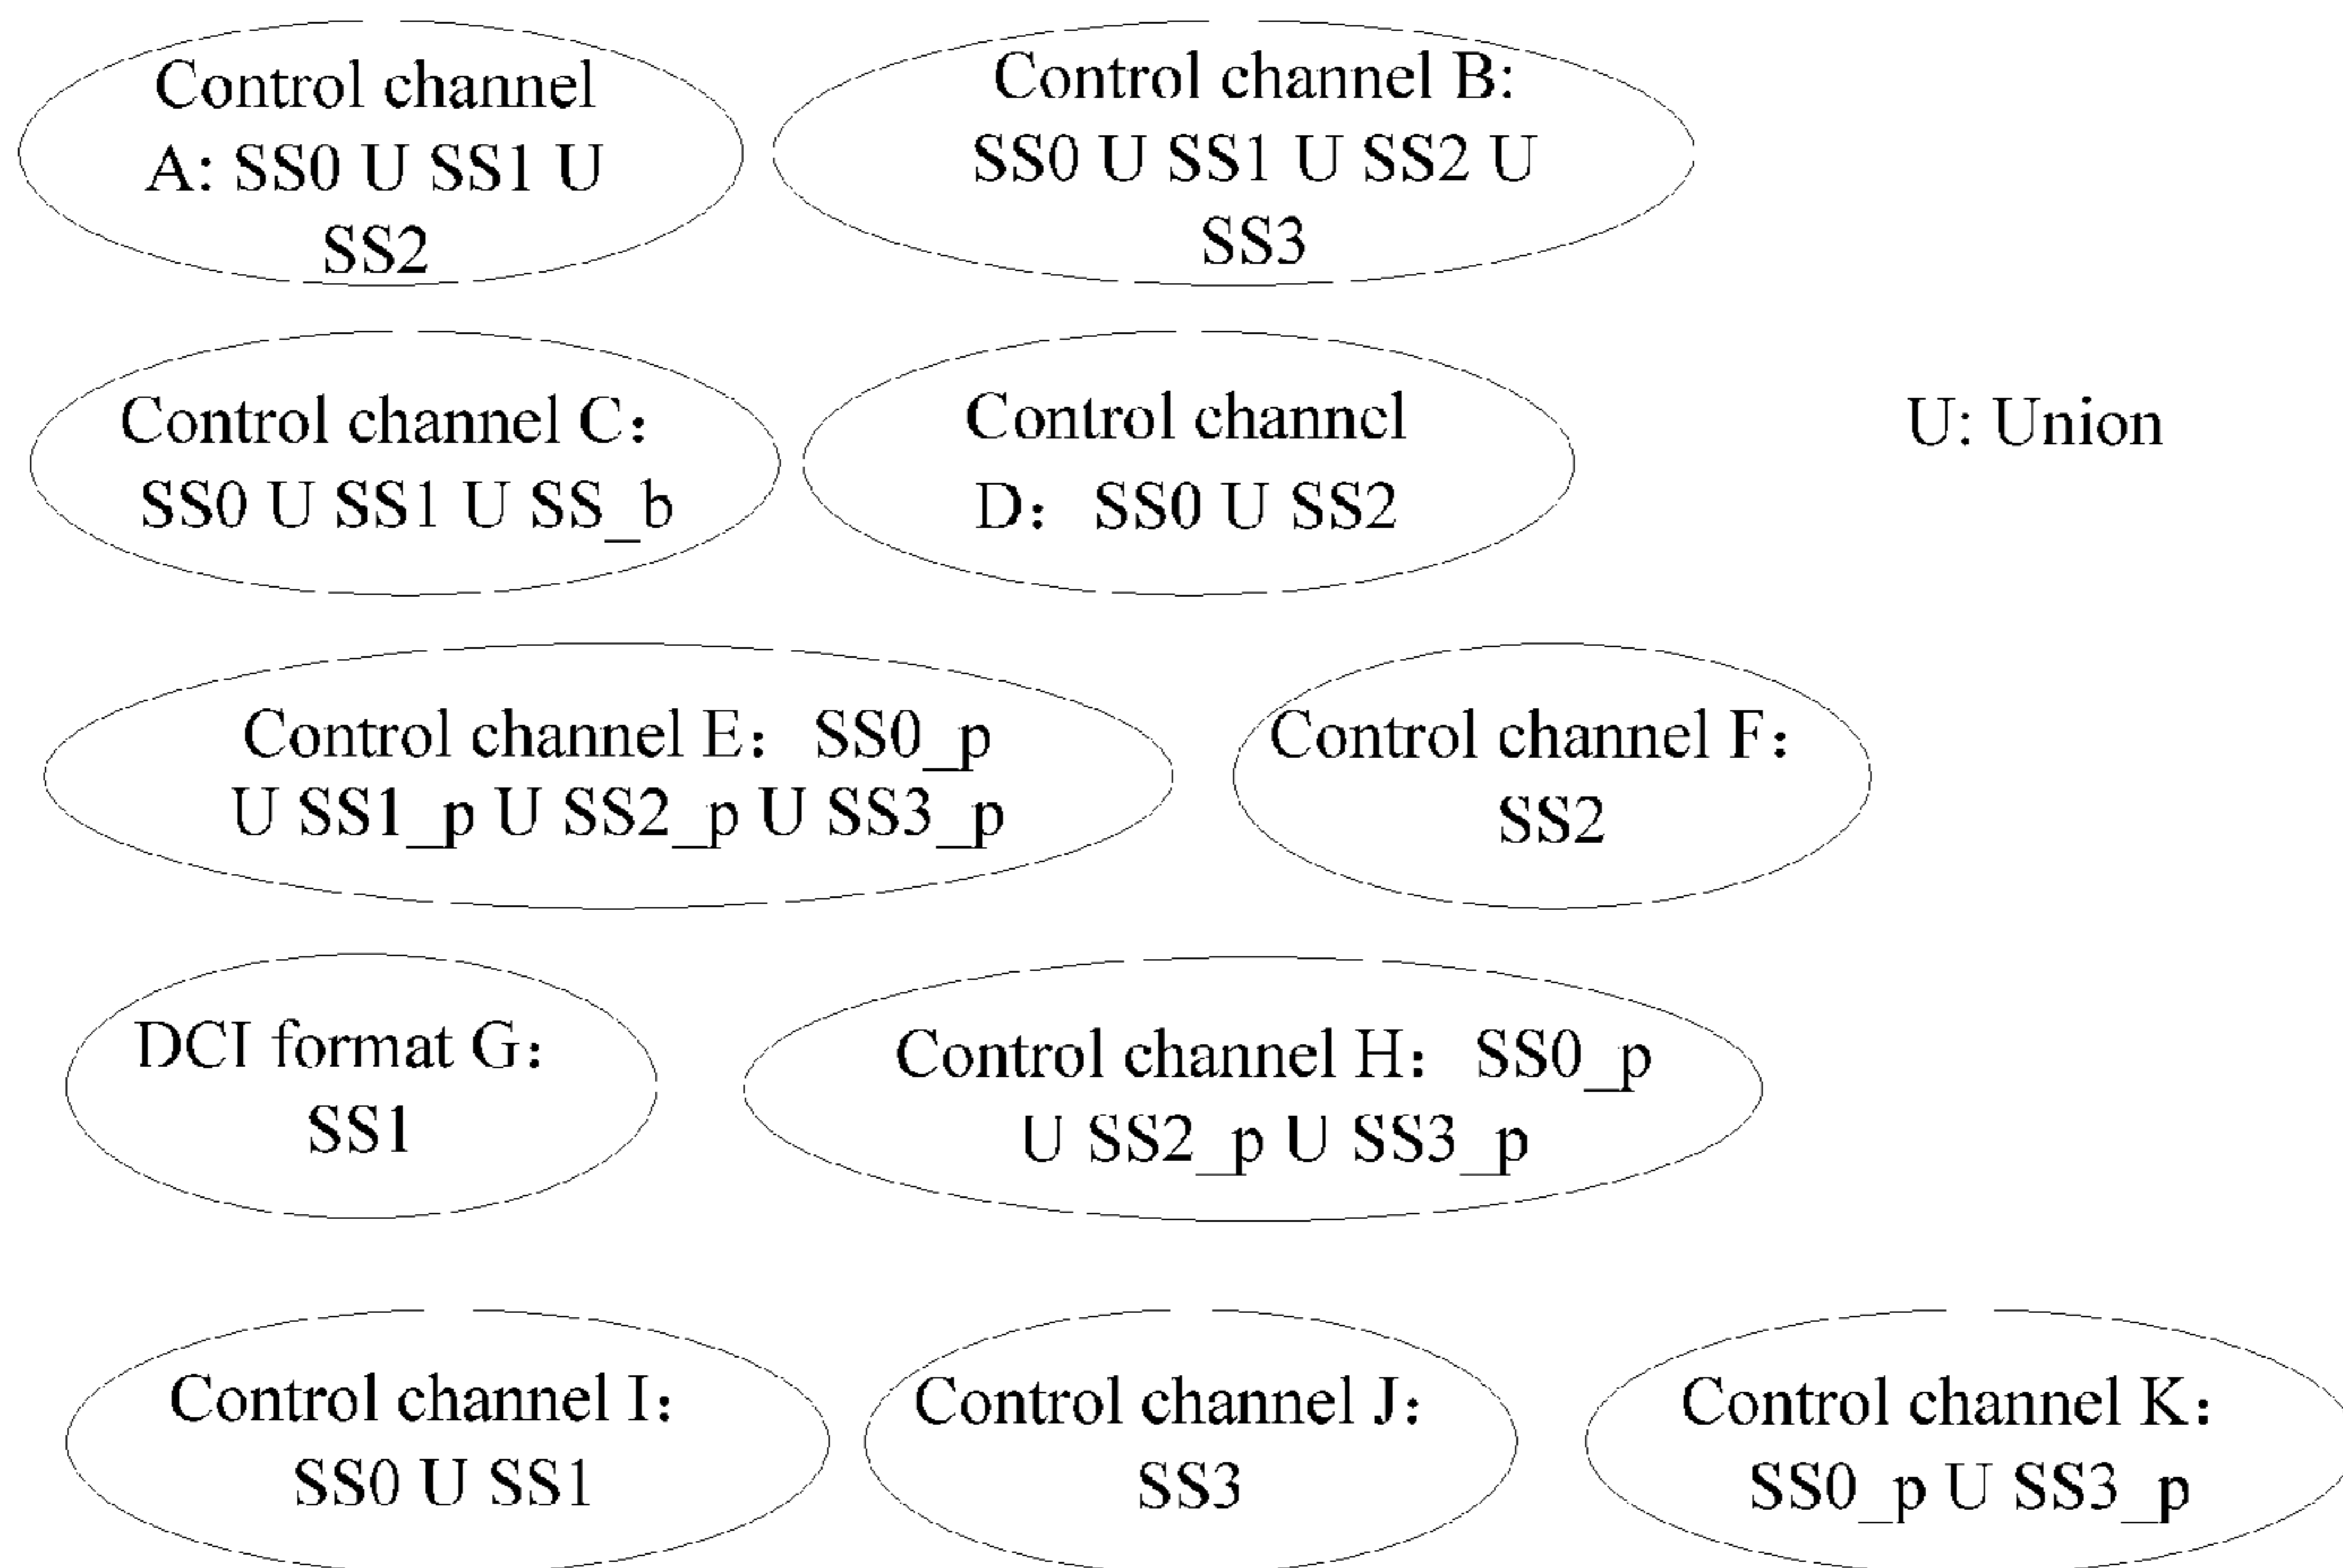 Control channel
A: SS0 U SS1 U
SS2
Control channel B:
SS0 U SS1 U SS2 U
SS3
Control channel C：
SS0 U SS1 U SS_b
Control channel
D： SS0 U SS2
U: Union
Control channel E： SS0_p
U SS1_p U SS2_p U SS3_p
Control channel F：
SS2
DCI format G：
SS1
Control channel H： SS0_p
U SS2_p U SS3_p
Control channel I：
SS0 U SS1
Control channel J：
SS3
Control channel K：
SS0_p U SS3_p